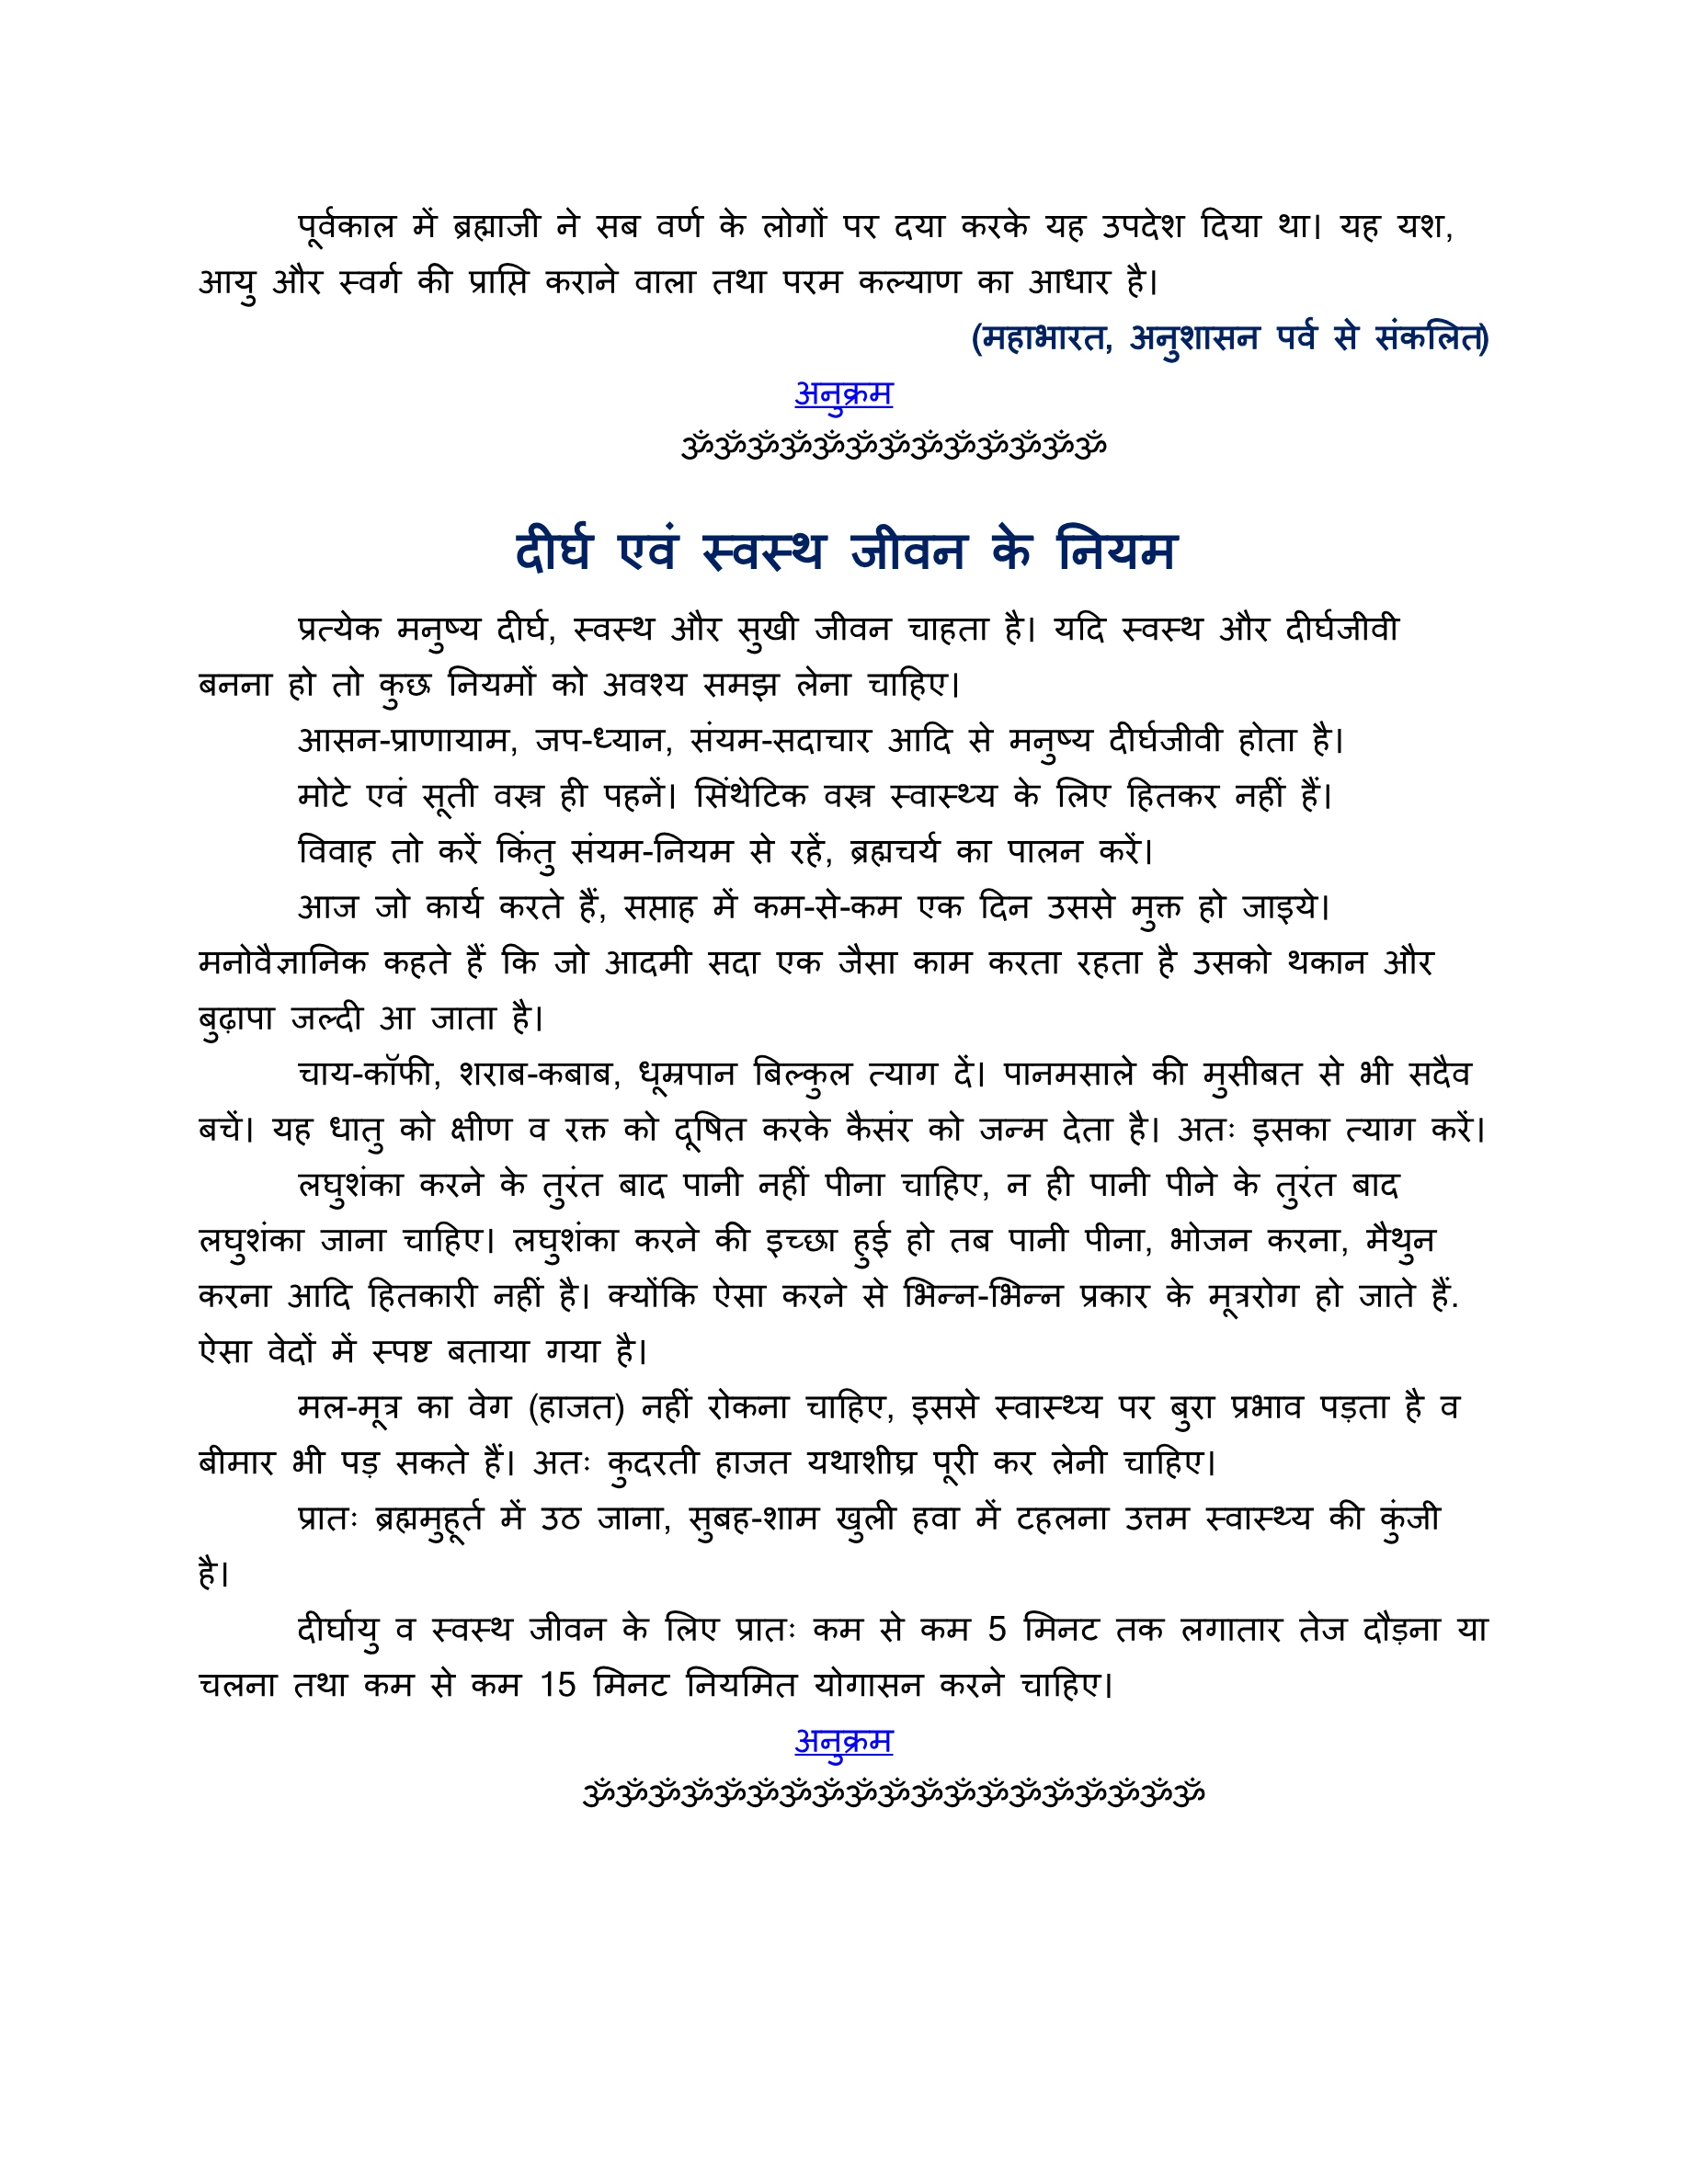 पूर्वकाल में ब्रह्माजी ने सब वर्ण के लोगों पर दया करके यह उपदेश दिया था। यह यश,
आयु और स्वर्ग की प्राप्ति कराने वाला तथा परम कल्याण का आधार है।
(महाभारत, अनुशासन पर्व से संकलित)
अनुक्रम
ॐॐॐॐॐॐॐॐॐॐॐॐॐ
दीर्घ एवं स्वस्थ जीवन के नियम
प्रत्येक मनुष्य दीर्घ, स्वस्थ और सुखी जीवन चाहता है। यदि स्वस्थ और दीर्घजीवी
बनना हो तो कुछ नियमों को अवश्य समझ लेना चाहिए।
आसन-प्राणायाम, जप-ध्यान, संयम-सदाचार आदि से मनुष्य दीर्घजीवी होता है।
मोटे एवं सूती वस्त्र ही पहनें। सिंथेटिक वस्त्र स्वास्थ्य के लिए हितकर नहीं हैं।
विवाह तो करें किंतु संयम-नियम से रहें, ब्रह्मचर्य का पालन करें।
आज जो कार्य करते हैं, सप्ताह में कम-से-कम एक दिन उससे मुक्त हो जाइये।
मनोवैज्ञानिक कहते हैं कि जो आदमी सदा एक जैसा काम करता रहता है उसको थकान और
बुढ़ापा जल्दी आ जाता है।
चाय-कॉफी, शराब-कबाब, धूम्रपान बिल्कुल त्याग दें। पानमसाले की मुसीबत से भी सदैव
बचें। यह धातु को क्षीण व रक्त को दूषित करके कैसंर को जन्म देता है। अतः इसका त्याग करें।
लघुशंका करने के तुरंत बाद पानी नहीं पीना चाहिए, न ही पानी पीने के तुरंत बाद
लघुशंका जाना चाहिए। लघुशंका करने की इच्छा हुई हो तब पानी पीना, भोजन करना, मैथुन
करना आदि हितकारी नहीं है। क्योंकि ऐसा करने से भिन्न-भिन्न प्रकार के मूत्ररोग हो जाते हैं.
ऐसा वेदों में स्पष्ट बताया गया है।
मल-मूत्र का वेग (हाजत) नहीं रोकना चाहिए, इससे स्वास्थ्य पर बुरा प्रभाव पड़ता है व
बीमार भी पड़ सकते हैं। अतः कुदरती हाजत यथाशीघ्र पूरी कर लेनी चाहिए।
प्रातः ब्रह्ममुहूर्त में उठ जाना, सुबह-शाम खुली हवा में टहलना उत्तम स्वास्थ्य की कुंजी
है।
दीर्घायु व स्वस्थ जीवन के लिए प्रातः कम से कम 5 मिनट तक लगातार तेज दौड़ना या
चलना तथा कम से कम 15 मिनट नियमित योगासन करने चाहिए।
अनुक्रम
ॐॐॐॐॐॐॐॐॐॐॐॐॐॐॐॐॐॐॐ